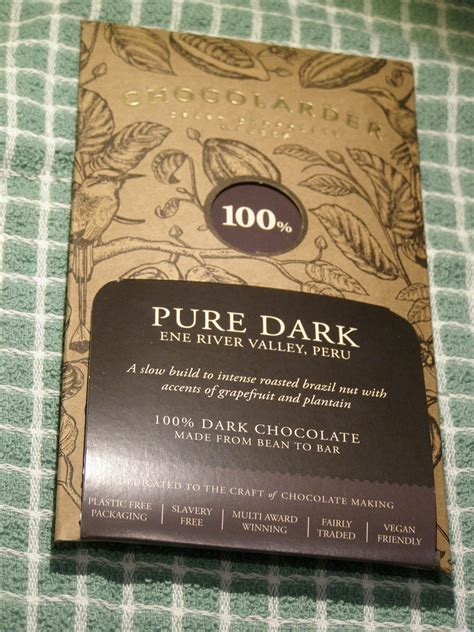 CHOCOLARDER
CRAFT CHOCOLATE
100%
PURE DARK
ENE RIVER VALLEY, PERU
A slow build to intense roasted brazil nut with
accents of grapefruit and plantain
100% DARK CHOCOLATE
MADE FROM BEAN TO BAR
DEDICATED TO THE CRAFT of CHOCOLATE MAKING
PLASTIC FREE PACKAGING
SLAVERY FREE
MULTI AWARD WINNING
FAIRLY TRADED
VEGAN FRIENDLY